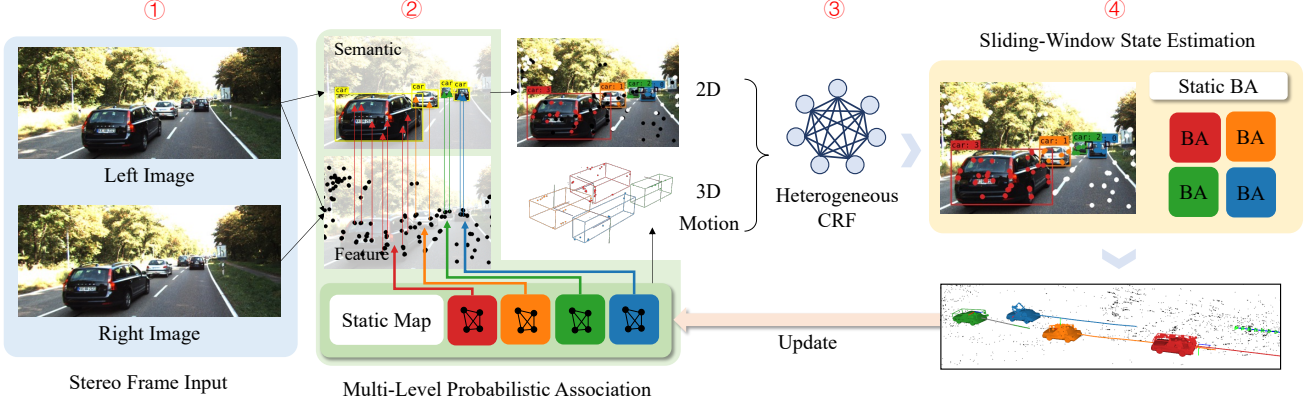 ①
②
③
④
Left Image
Right Image
Stereo Frame Input
Semantic
car
car
car
car
Feature
Static Map
Multi-Level Probabilistic Association
car: 3
car: 1
car: 2
2D
3D
Motion
Heterogeneous
CRF
Sliding-Window State Estimation
car: 3
car: 1
car: 2
Static BA
BA
BA
BA
BA
Update